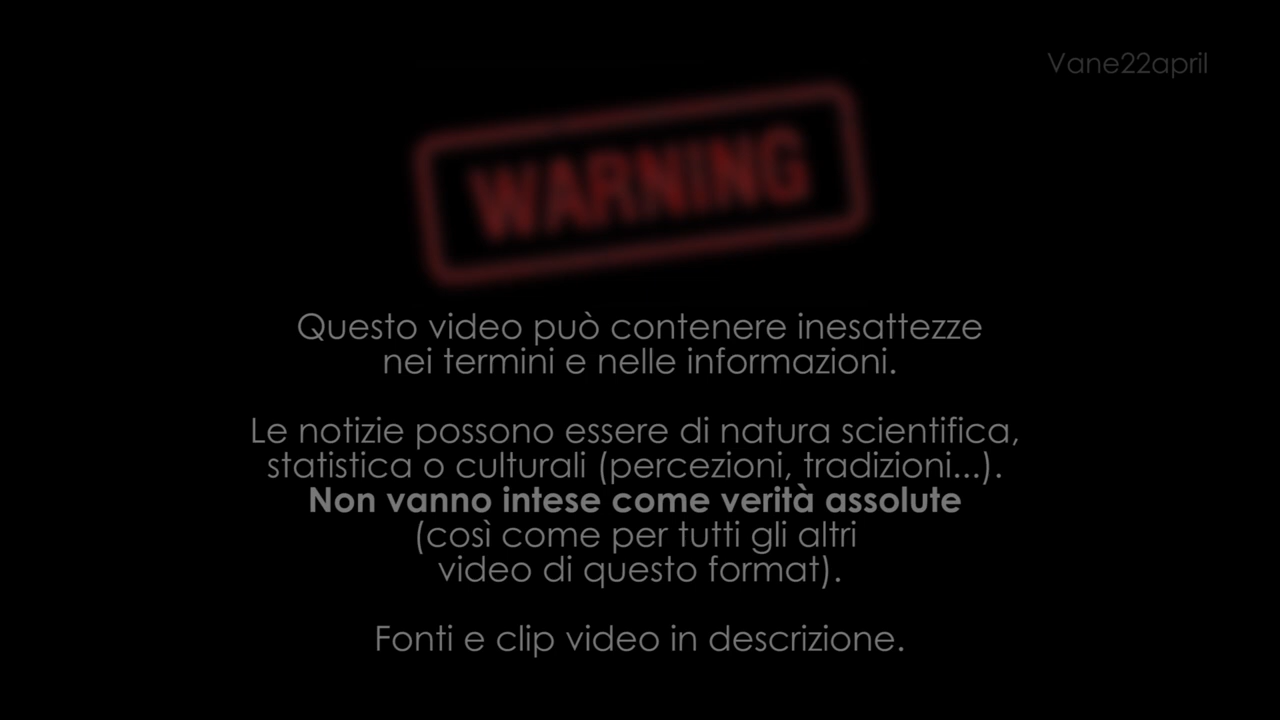 Vane22april
WARNING
Questo video può contenere inesattezze
nei termini e nelle informazioni.
Le notizie possono essere di natura scientifica,
statistica o culturali (percezioni, tradizioni...).
Non vanno intese come verità assolute
(così come per tutti gli altri
video di questo format).
Fonti e clip video in descrizione.